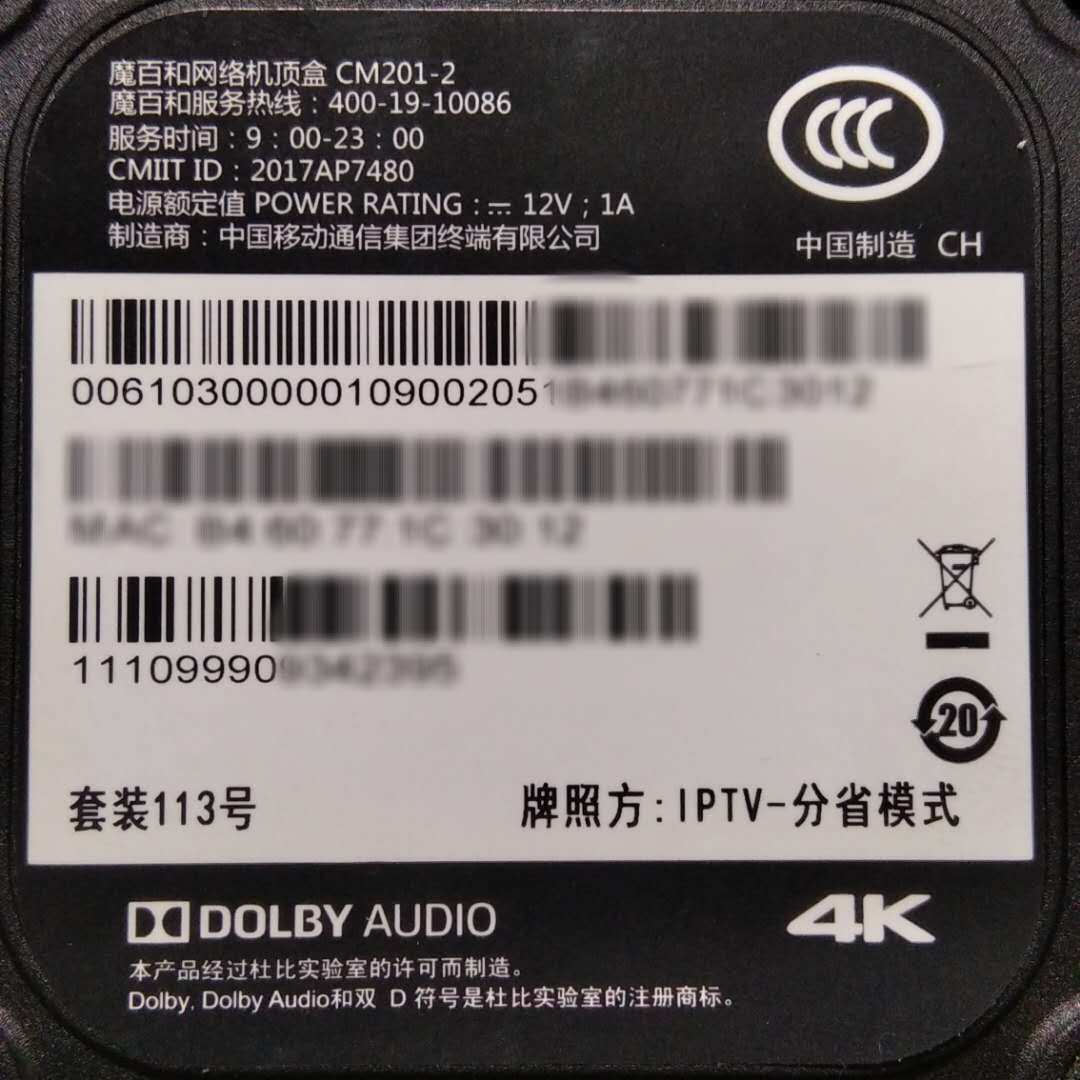 魔百和网络机顶盒 CM201-2
魔百和服务热线：400-19-10086
服务时间：9：00-23：00
CMIIT ID：2017AP7480
电源额定值 POWER RATING：⎓ 12V；1A
制造商：中国移动通信集团终端有限公司
CCC
中国制造 CH
00610300000109002051
MAC
111099909
20
套装113号
牌照方:IPTV-分省模式
DOLBY AUDIO
4K
本产品经过杜比实验室的许可而制造。
Dolby, Dolby Audio和双 D 符号是杜比实验室的注册商标。